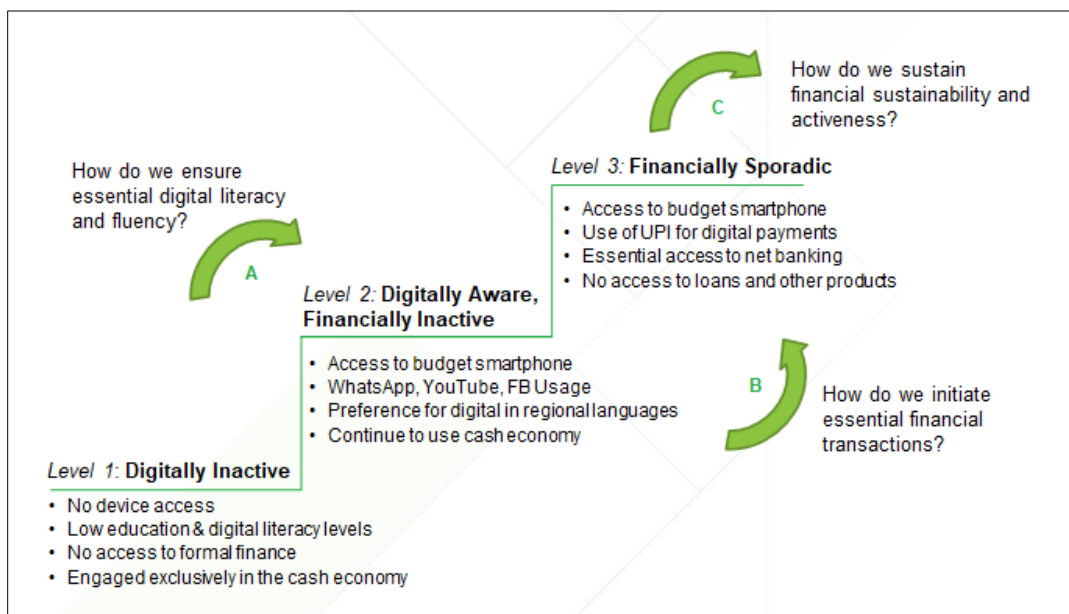 How do we ensure
essential digital literacy
and fluency?
A
Level 1: Digitally Inactive
• No device access
• Low education & digital literacy levels
• No access to formal finance
• Engaged exclusively in the cash economy
Level 2: Digitally Aware,
Financially Inactive
• Access to budget smartphone
• WhatsApp, YouTube, FB Usage
• Preference for digital in regional languages
• Continue to use cash economy
B
How do we initiate
essential financial
transactions?
Level 3: Financially Sporadic
• Access to budget smartphone
• Use of UPI for digital payments
• Essential access to net banking
• No access to loans and other products
C
How do we sustain
financial sustainability and
activeness?